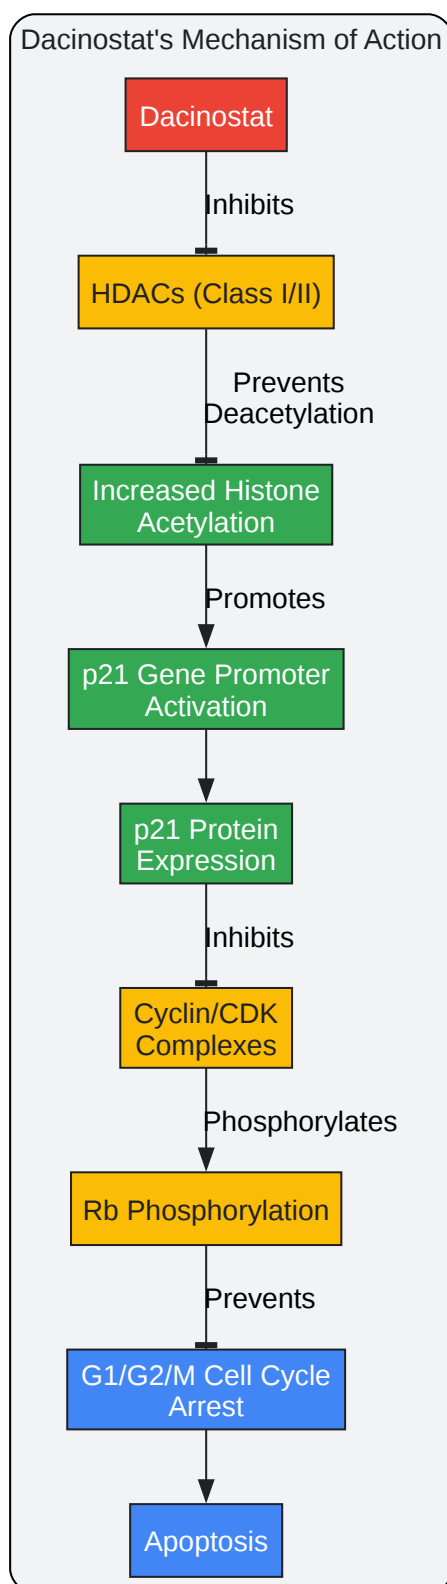 Dacinostat's Mechanism of Action
Dacinostat
Inhibits
HDACs (Class I/II)
Prevents
Deacetylation
Increased Histone
Acetylation
Promotes
p21 Gene Promoter
Activation
p21 Protein
Expression
Inhibits
Cyclin/CDK
Complexes
Phosphorylates
Rb Phosphorylation
Prevents
G1/G2/M Cell Cycle
Arrest
Apoptosis